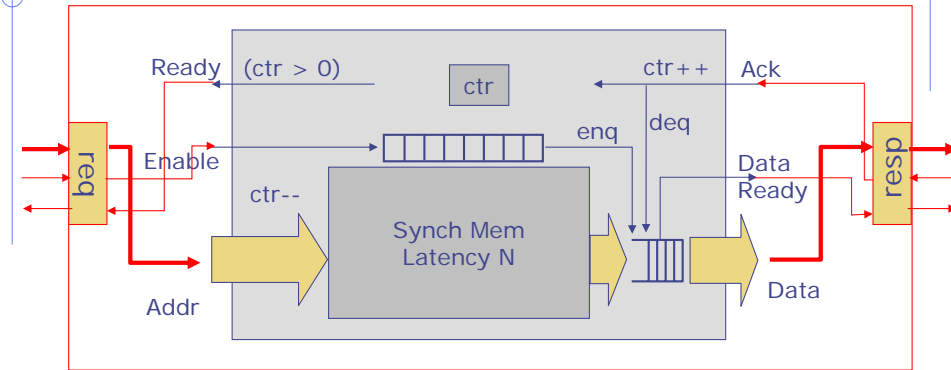 Ready
(ctr > 0)
ctr
ctr++
Ack
req
Enable
enq
deq
resp
Data
Ready
ctr--
Synch Mem
Latency N
Addr
Data